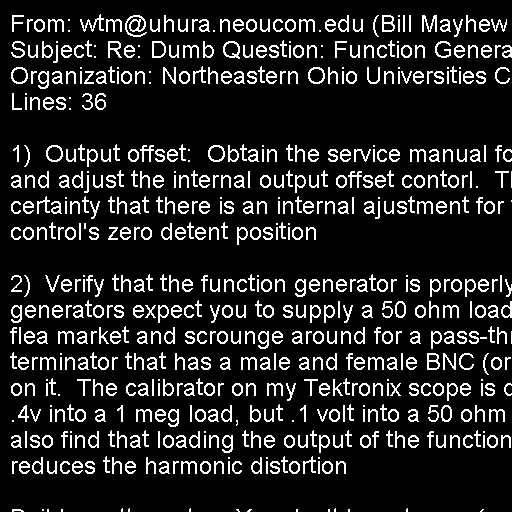 From: wtm@uhura.neoucom.edu (Bill Mayhew
Subject: Re: Dumb Question: Function Genera
Organization: Northeastern Ohio Universities C
Lines: 36

1)  Output offset:  Obtain the service manual fo
and adjust the internal output offset contorl.  Th
certainty that there is an internal ajustment for
control's zero detent position

2)  Verify that the function generator is properly
generators expect you to supply a 50 ohm load
flea market and scrounge around for a pass-thr
terminator that has a male and female BNC (or
on it.  The calibrator on my Tektronix scope is
.4v into a 1 meg load, but .1 volt into a 50 ohm
also find that loading the output of the function
reduces the harmonic distortion